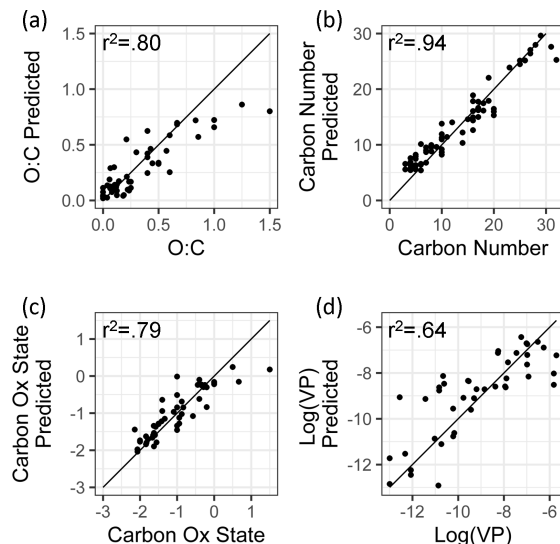 (a)
r²=.80
O:C Predicted
1.5
1.0
0.5
0.0
0.0 0.5 1.0 1.5
O:C
(b)
r²=.94
Carbon Number
Predicted
30
20
10
0
0 10 20 30
Carbon Number
(c)
r²=.79
Carbon Ox State
Predicted
1
0
-1
-2
-3
-3 -2 -1 0 1
Carbon Ox State
(d)
r²=.64
Log(VP)
Predicted
-6
-8
-10
-12
-12 -10 -8 -6
Log(VP)